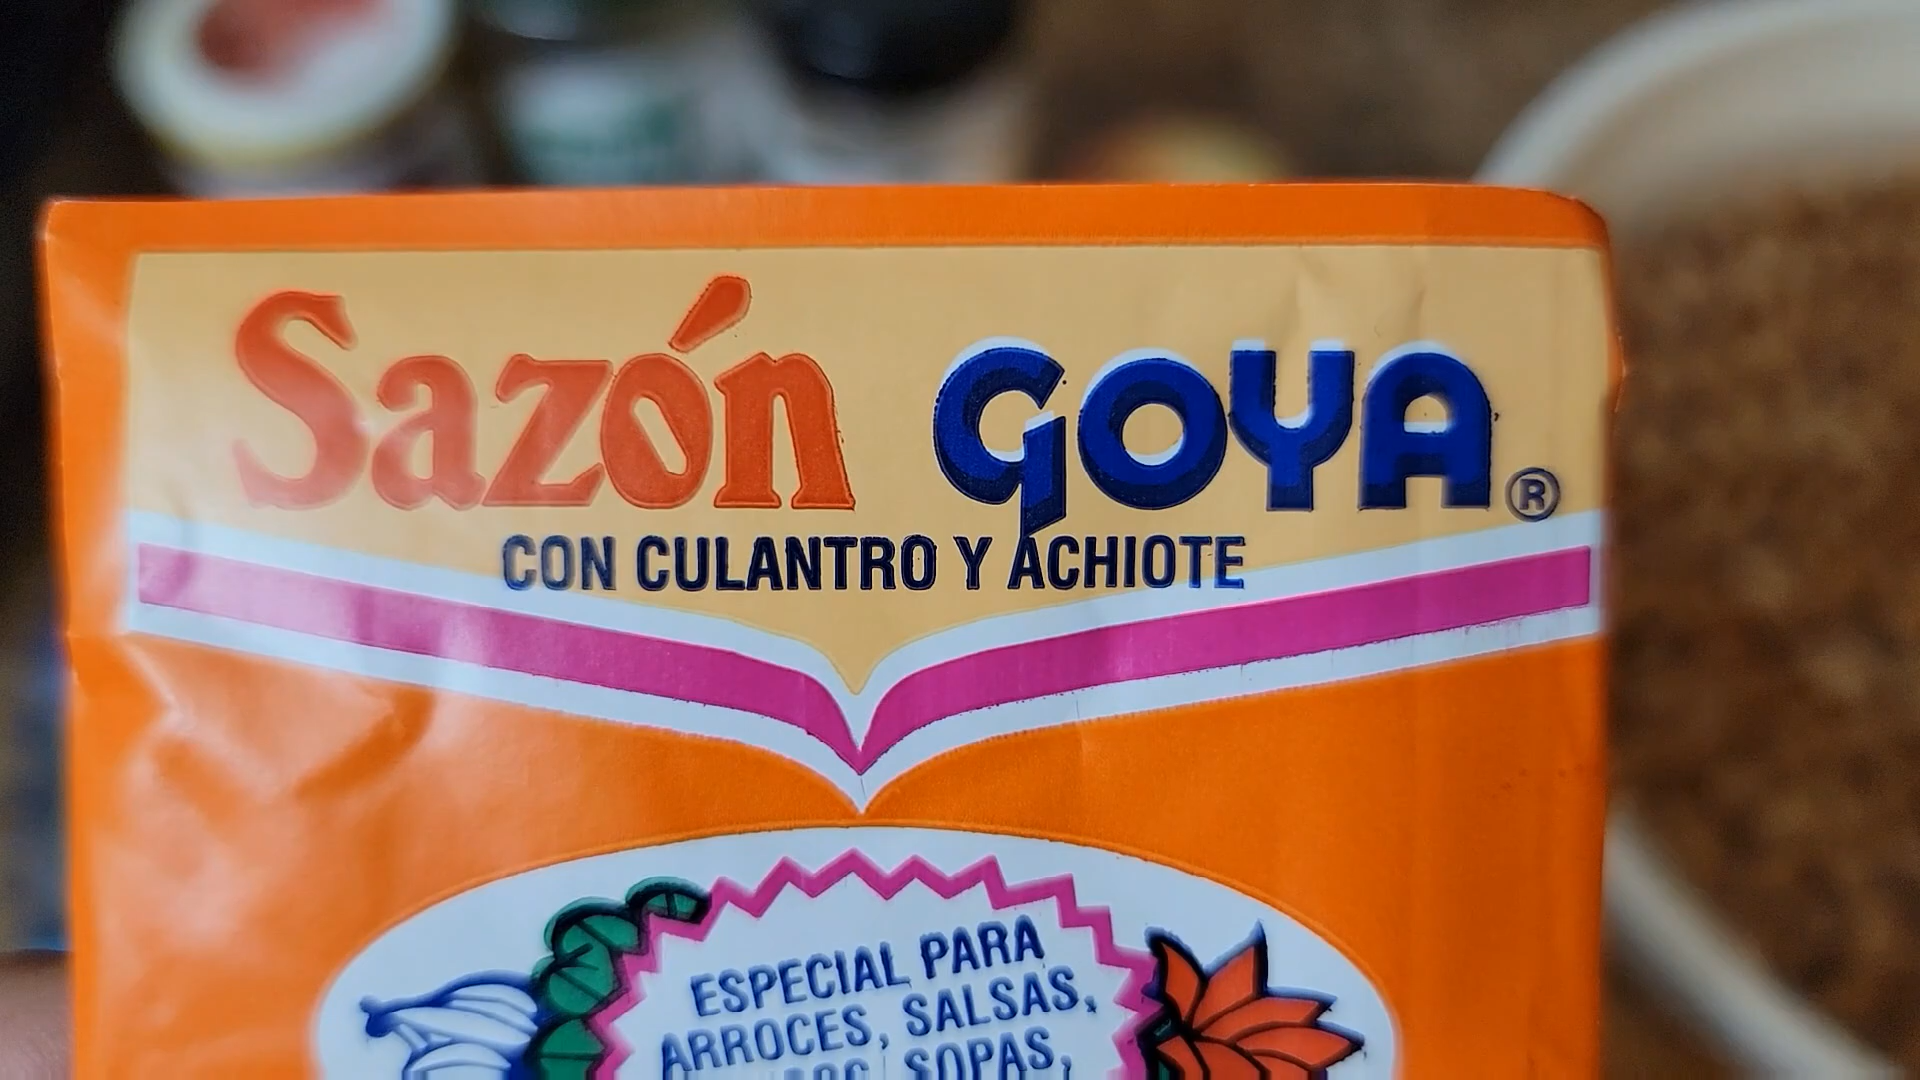 Sazón GOYA®
CON CULANTRO Y ACHIOTE
ESPECIAL PARA
ARROCES, SALSAS,
SOPAS,